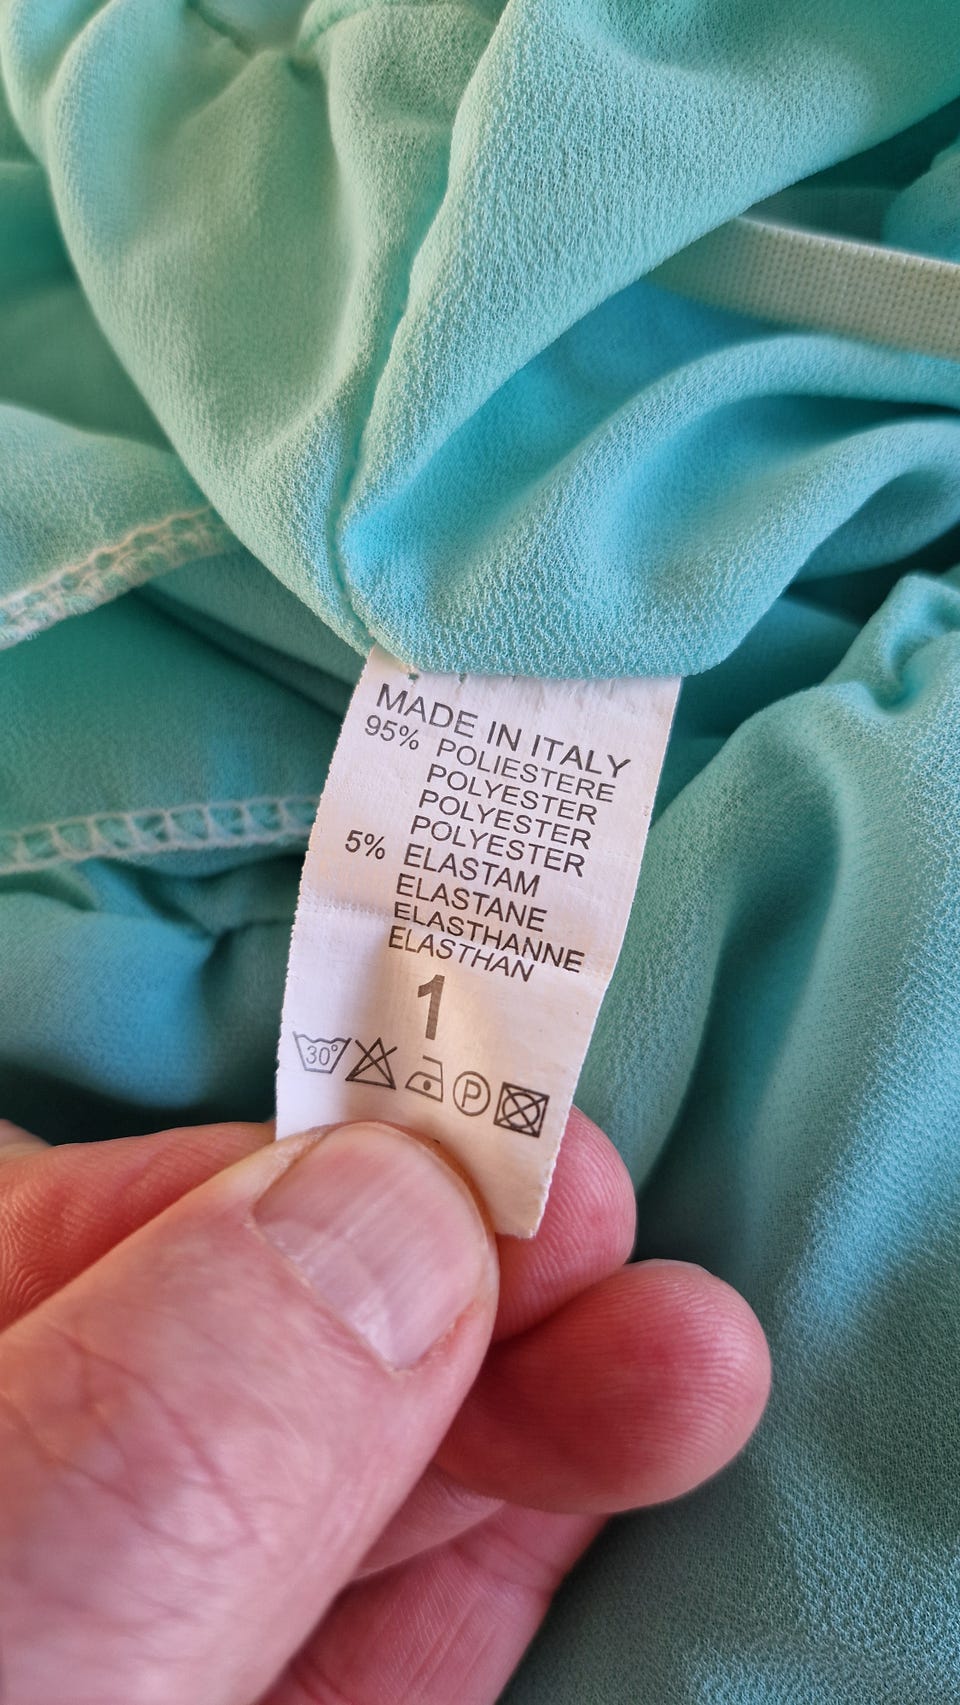 MADE IN ITALY
95% POLIESTERE
POLYESTER
POLYESTER
POLYESTER
5% ELASTAM
ELASTANE
ELASTHANNE
ELASTHAN
1
30° P